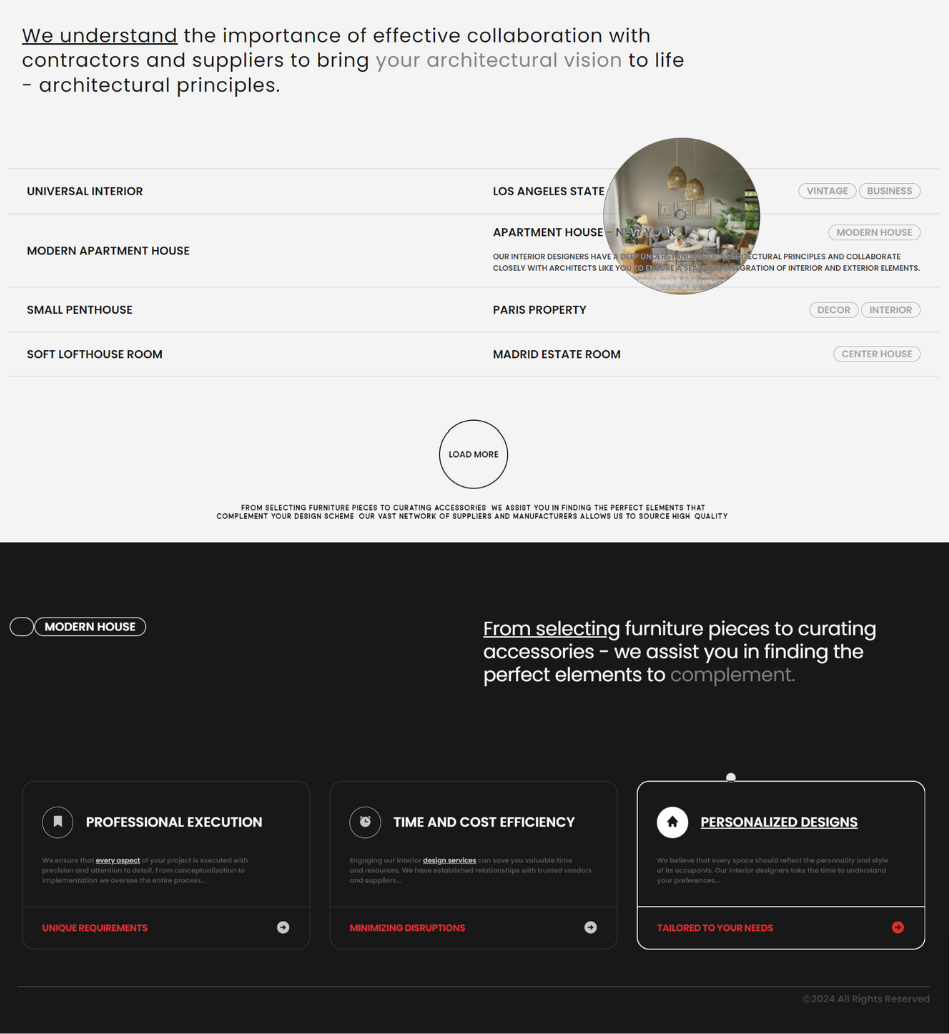 We understand the importance of effective collaboration with
contractors and suppliers to bring your architectural vision to life
- architectural principles.
UNIVERSAL INTERIOR
LOS ANGELES STATE
VINTAGE
BUSINESS
MODERN APARTMENT HOUSE
APARTMENT HOUSE - NEW YORK
MODERN HOUSE
OUR INTERIOR DESIGNERS HAVE A DEEP UNDERSTANDING OF ARCHITECTURAL PRINCIPLES AND COLLABORATE
CLOSELY WITH ARCHITECTS LIKE YOU TO ENSURE A SEAMLESS INTEGRATION OF INTERIOR AND EXTERIOR ELEMENTS.
SMALL PENTHOUSE
PARIS PROPERTY
DECOR
INTERIOR
SOFT LOFTHOUSE ROOM
MADRID ESTATE ROOM
CENTER HOUSE
LOAD MORE
FROM SELECTING FURNITURE PIECES TO CURATING ACCESSORIES WE ASSIST YOU IN FINDING THE PERFECT ELEMENTS THAT
COMPLEMENT YOUR DESIGN SCHEME OUR VAST NETWORK OF SUPPLIERS AND MANUFACTURERS ALLOWS US TO SOURCE HIGH QUALITY
MODERN HOUSE
From selecting furniture pieces to curating
accessories - we assist you in finding the
perfect elements to complement.
PROFESSIONAL EXECUTION
We ensure that every aspect of your project is executed with
precision and attention to detail. From conceptualization to
implementation we oversee the entire process...
UNIQUE REQUIREMENTS
TIME AND COST EFFICIENCY
Engaging our interior design services can save you valuable time
and resources. We have established relationships with trusted vendors
and suppliers...
MINIMIZING DISRUPTIONS
PERSONALIZED DESIGNS
We believe that every space should reflect the personality and style
of its occupants. Our interior designers take the time to understand
your preferences...
TAILORED TO YOUR NEEDS
©2024 All Rights Reserved